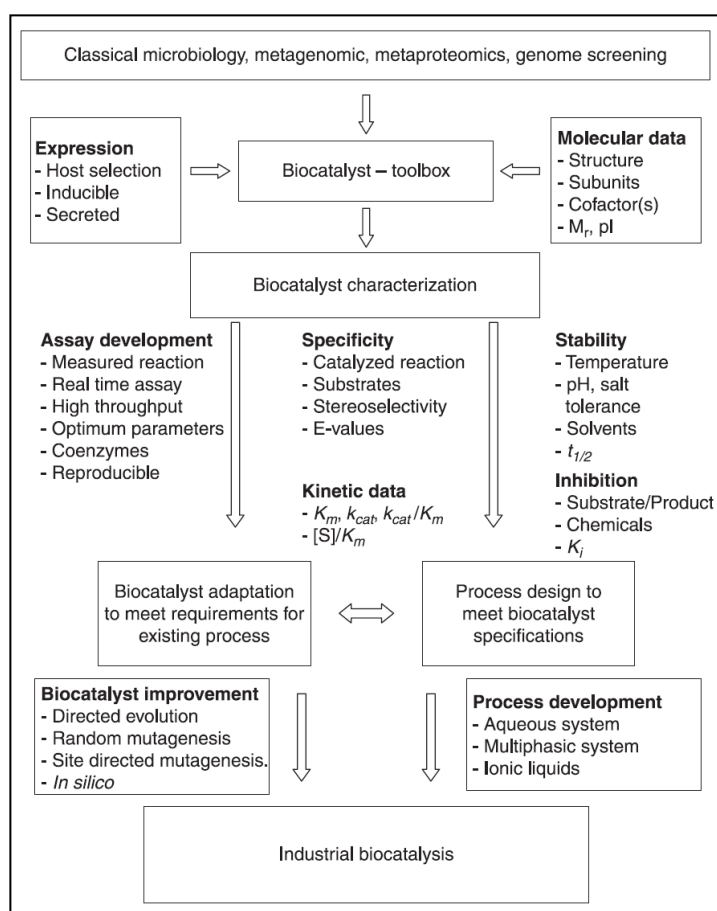 Classical microbiology, metagenomic, metaproteomics, genome screening
Expression
- Host selection
- Inducible
- Secreted
Biocatalyst – toolbox
Molecular data
- Structure
- Subunits
- Cofactor(s)
- Mr, pI
Biocatalyst characterization
Assay development
- Measured reaction
- Real time assay
- High throughput
- Optimum parameters
- Coenzymes
- Reproducible
Specificity
- Catalyzed reaction
- Substrates
- Stereoselectivity
- E-values
Kinetic data
- Km, kcat, kcat/Km
- [S]/Km
Stability
- Temperature
- pH, salt
tolerance
- Solvents
- t1/2
Inhibition
- Substrate/Product
- Chemicals
- Ki
Biocatalyst adaptation
to meet requirements for
existing process
Process design to
meet biocatalyst
specifications
Biocatalyst improvement
- Directed evolution
- Random mutagenesis
- Site directed mutagenesis.
- In silico
Process development
- Aqueous system
- Multiphasic system
- Ionic liquids
Industrial biocatalysis